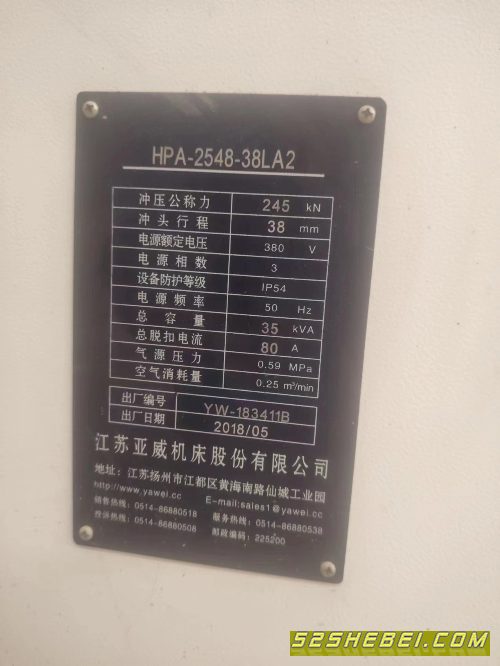 HPA-2548-38LA2
冲压公称力 245 kN
冲头行程 38 mm
电源额定电压 380 V
电源相数 3
设备防护等级 IP54
电源频率 50 Hz
总容量 35 kVA
总脱扣电流 80 A
气源压力 0.59 MPa
空气消耗量 0.25 m³/min
出厂编号 YW-183411B
出厂日期 2018/05
江苏亚威机床股份有限公司
地址: 江苏扬州市江都区黄海南路仙城工业园
http://www.yawei.cc E-mail:sales1@yawei.cc
销售热线: 0514-86880518 服务热线: 0514-86880538
投诉热线: 0514-86880508 邮政编码: 225200
52SHEBEI.COM